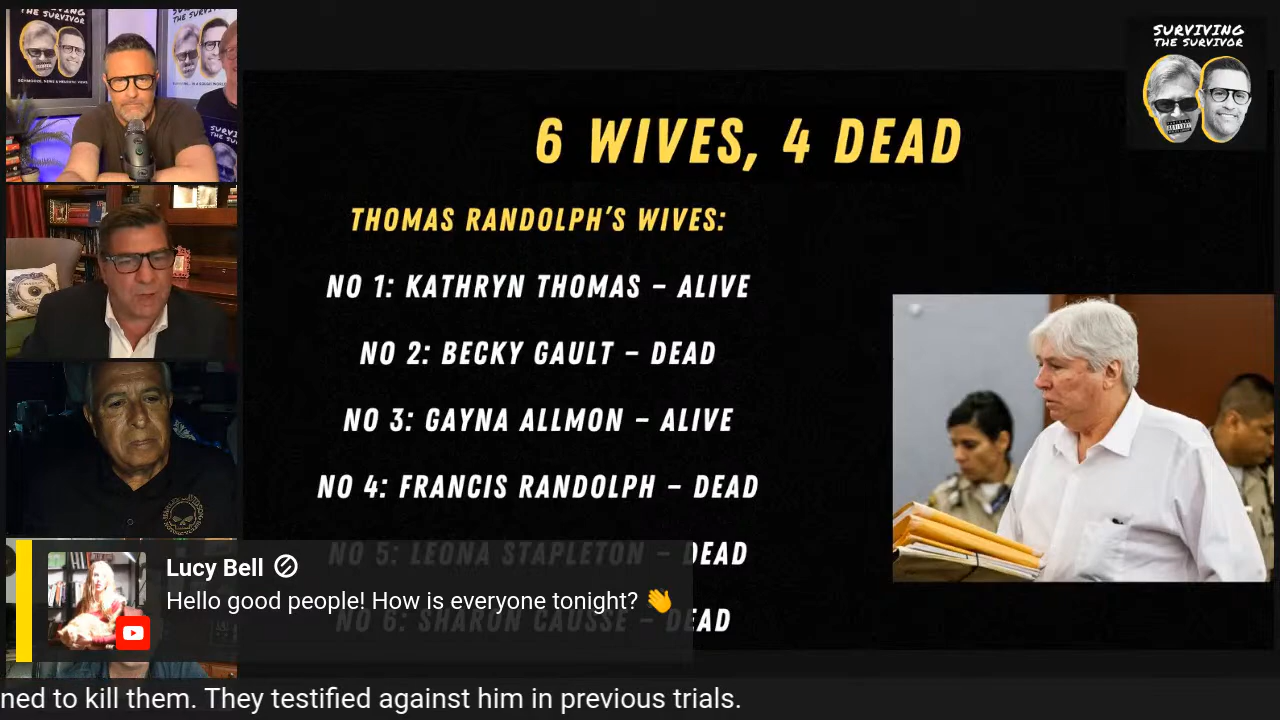 SURVIVING
THE SURVIVOR
6 WIVES, 4 DEAD
THOMAS RANDOLPH'S WIVES:
NO 1: KATHRYN THOMAS – ALIVE
NO 2: BECKY GAULT – DEAD
NO 3: GAYNA ALLMON – ALIVE
NO 4: FRANCIS RANDOLPH – DEAD
NO 5: LEONA STAPLETON – DEAD
NO 6: SHARON CAUSSE – DEAD
Lucy Bell
Hello good people! How is everyone tonight? 👋
ned to kill them. They testified against him in previous trials.